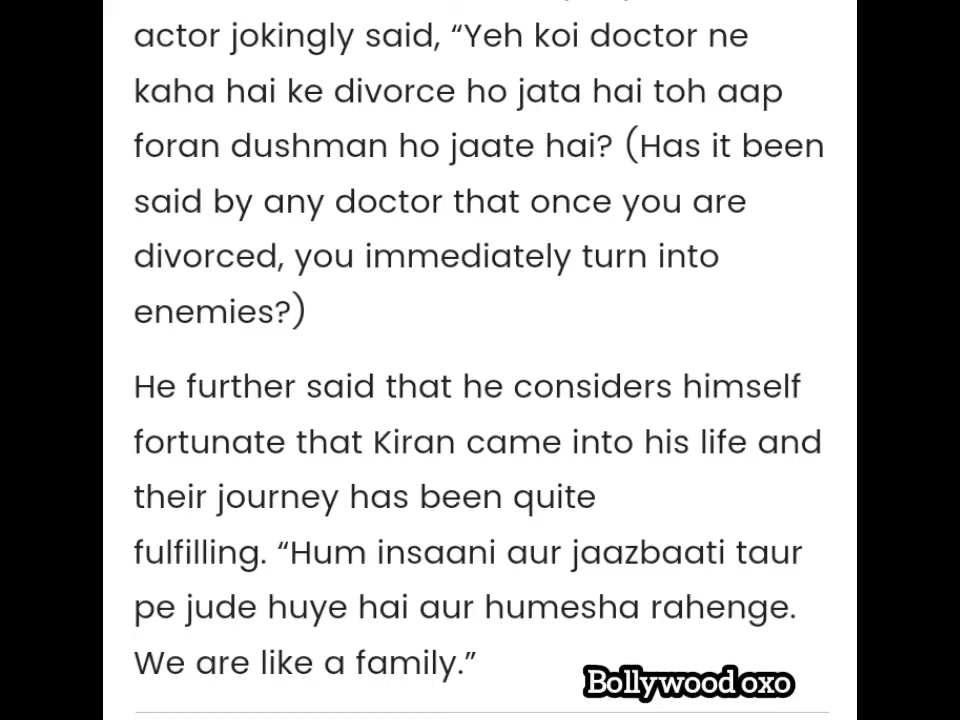 actor jokingly said, “Yeh koi doctor ne
kaha hai ke divorce ho jata hai toh aap
foran dushman ho jaate hai? (Has it been
said by any doctor that once you are
divorced, you immediately turn into
enemies?)
He further said that he considers himself
fortunate that Kiran came into his life and
their journey has been quite
fulfilling. “Hum insaani aur jaazbaati taur
pe jude huye hai aur humesha rahenge.
We are like a family.”
Bollywood oxo